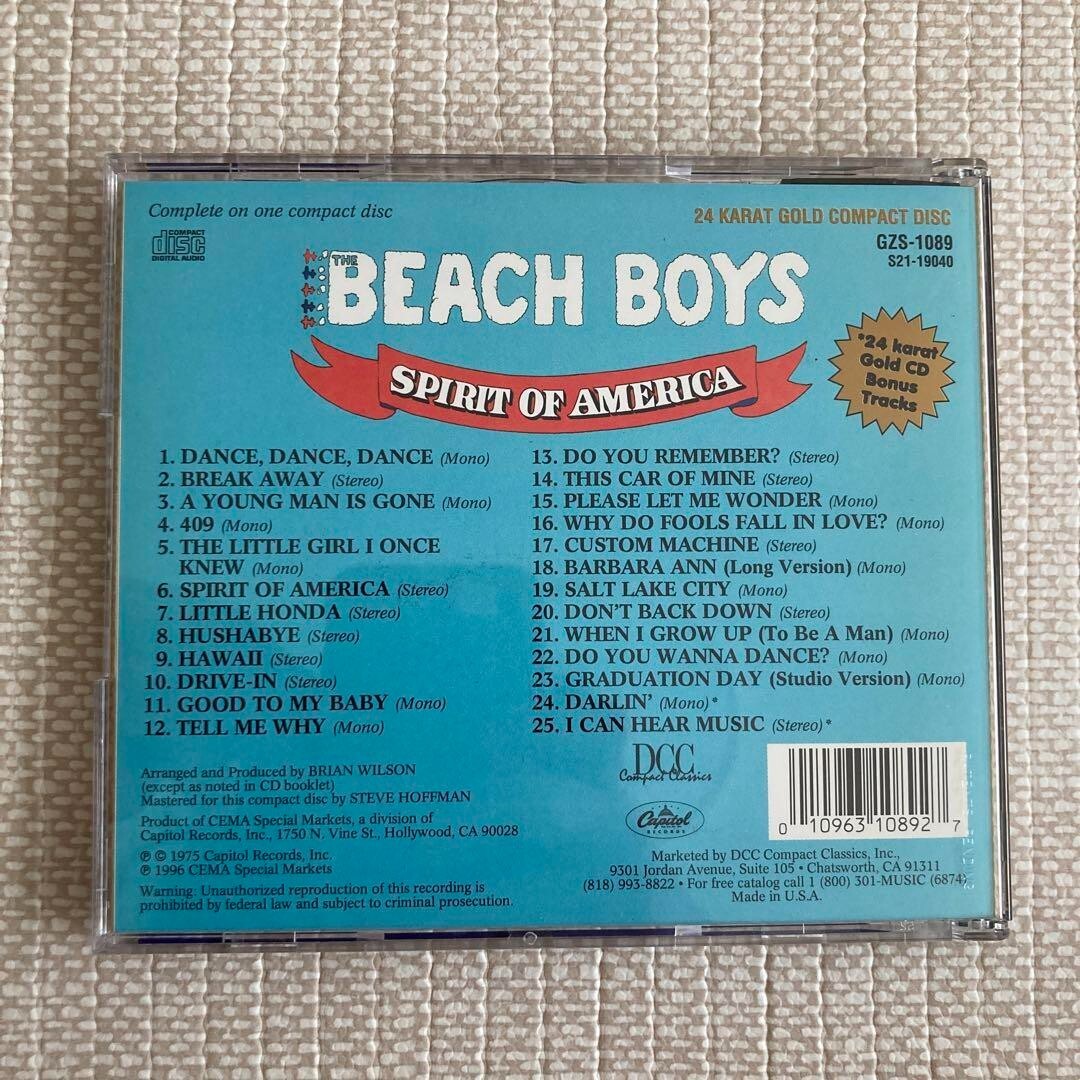 Complete on one compact disc
24 KARAT GOLD COMPACT DISC
COMPACT
disc
DIGITAL AUDIO
GZS-1089
S21-19040
THE
BEACH BOYS
SPIRIT OF AMERICA
*24 karat
Gold CD
Bonus
Tracks
1. DANCE, DANCE, DANCE (Mono)
2. BREAK AWAY (Stereo)
3. A YOUNG MAN IS GONE (Mono)
4. 409 (Mono)
5. THE LITTLE GIRL I ONCE
KNEW (Mono)
6. SPIRIT OF AMERICA (Stereo)
7. LITTLE HONDA (Stereo)
8. HUSHABYE (Stereo)
9. HAWAII (Stereo)
10. DRIVE-IN (Stereo)
11. GOOD TO MY BABY (Mono)
12. TELL ME WHY (Mono)
13. DO YOU REMEMBER? (Stereo)
14. THIS CAR OF MINE (Stereo)
15. PLEASE LET ME WONDER (Mono)
16. WHY DO FOOLS FALL IN LOVE? (Mono)
17. CUSTOM MACHINE (Stereo)
18. BARBARA ANN (Long Version) (Mono)
19. SALT LAKE CITY (Mono)
20. DON'T BACK DOWN (Stereo)
21. WHEN I GROW UP (To Be A Man) (Mono)
22. DO YOU WANNA DANCE? (Mono)
23. GRADUATION DAY (Studio Version) (Mono)
24. DARLIN' (Mono)*
25. I CAN HEAR MUSIC (Stereo)*
Arranged and Produced by BRIAN WILSON
(except as noted in CD booklet)
Mastered for this compact disc by STEVE HOFFMAN
Product of CEMA Special Markets, a division of
Capitol Records, Inc., 1750 N. Vine St., Hollywood, CA 90028
℗ © 1975 Capitol Records, Inc.
℗ 1996 CEMA Special Markets
Warning: Unauthorized reproduction of this recording is
prohibited by federal law and subject to criminal prosecution.
DCC
Compact Classics
Capitol
RECORDS
0 10963 10892 7
Marketed by DCC Compact Classics, Inc.,
9301 Jordan Avenue, Suite 105 • Chatsworth, CA 91311
(818) 993-8822 • For free catalog call 1 (800) 301-MUSIC (6874)
Made in U.S.A.